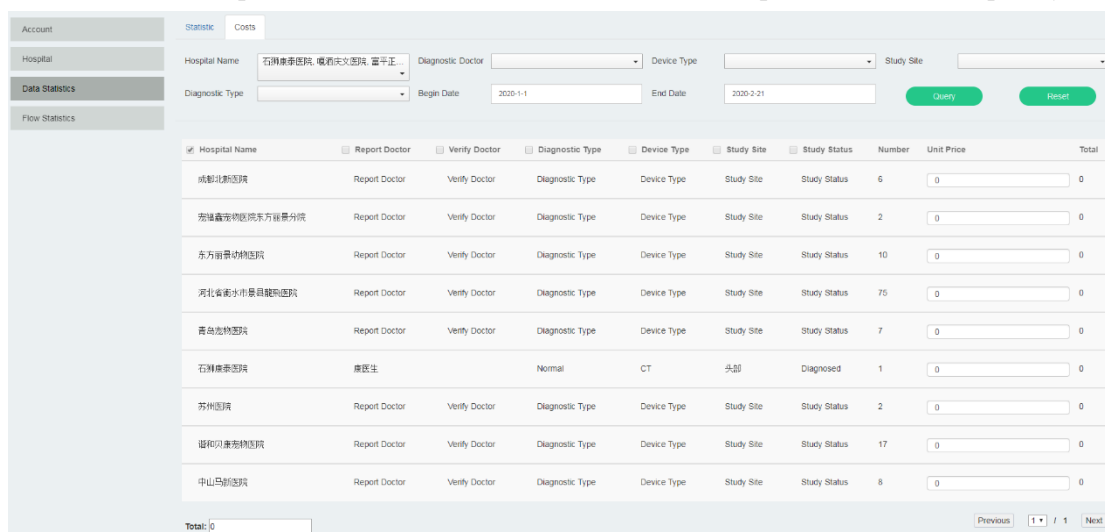 Account
Hospital
Data Statistics
Flow Statistics
Statistic Costs
Hospital Name 石狮康泰医院, 嘎洒庆文医院, 富平正... Diagnostic Doctor Device Type Study Site
Diagnostic Type Begin Date 2020-1-1 End Date 2020-2-21 Query Reset
Hospital Name Report Doctor Verify Doctor Diagnostic Type Device Type Study Site Study Status Number Unit Price Total
成都北新医院 Report Doctor Verify Doctor Diagnostic Type Device Type Study Site Study Status 6 0 0
宠福鑫宠物医院东方丽景分院 Report Doctor Verify Doctor Diagnostic Type Device Type Study Site Study Status 2 0 0
东方丽景动物医院 Report Doctor Verify Doctor Diagnostic Type Device Type Study Site Study Status 10 0 0
河北省衡水市景县 Report Doctor Verify Doctor Diagnostic Type Device Type Study Site Study Status 75 0 0
青岛宠物医院 Report Doctor Verify Doctor Diagnostic Type Device Type Study Site Study Status 7 0 0
石狮康泰医院 康医生 Normal CT 头部 Diagnosed 1 0 0
苏州医院 Report Doctor Verify Doctor Diagnostic Type Device Type Study Site Study Status 2 0 0
谐和贝康宠物医院 Report Doctor Verify Doctor Diagnostic Type Device Type Study Site Study Status 17 0 0
中山马新医院 Report Doctor Verify Doctor Diagnostic Type Device Type Study Site Study Status 8 0 0
Total: 0 Previous 1 / 1 Next